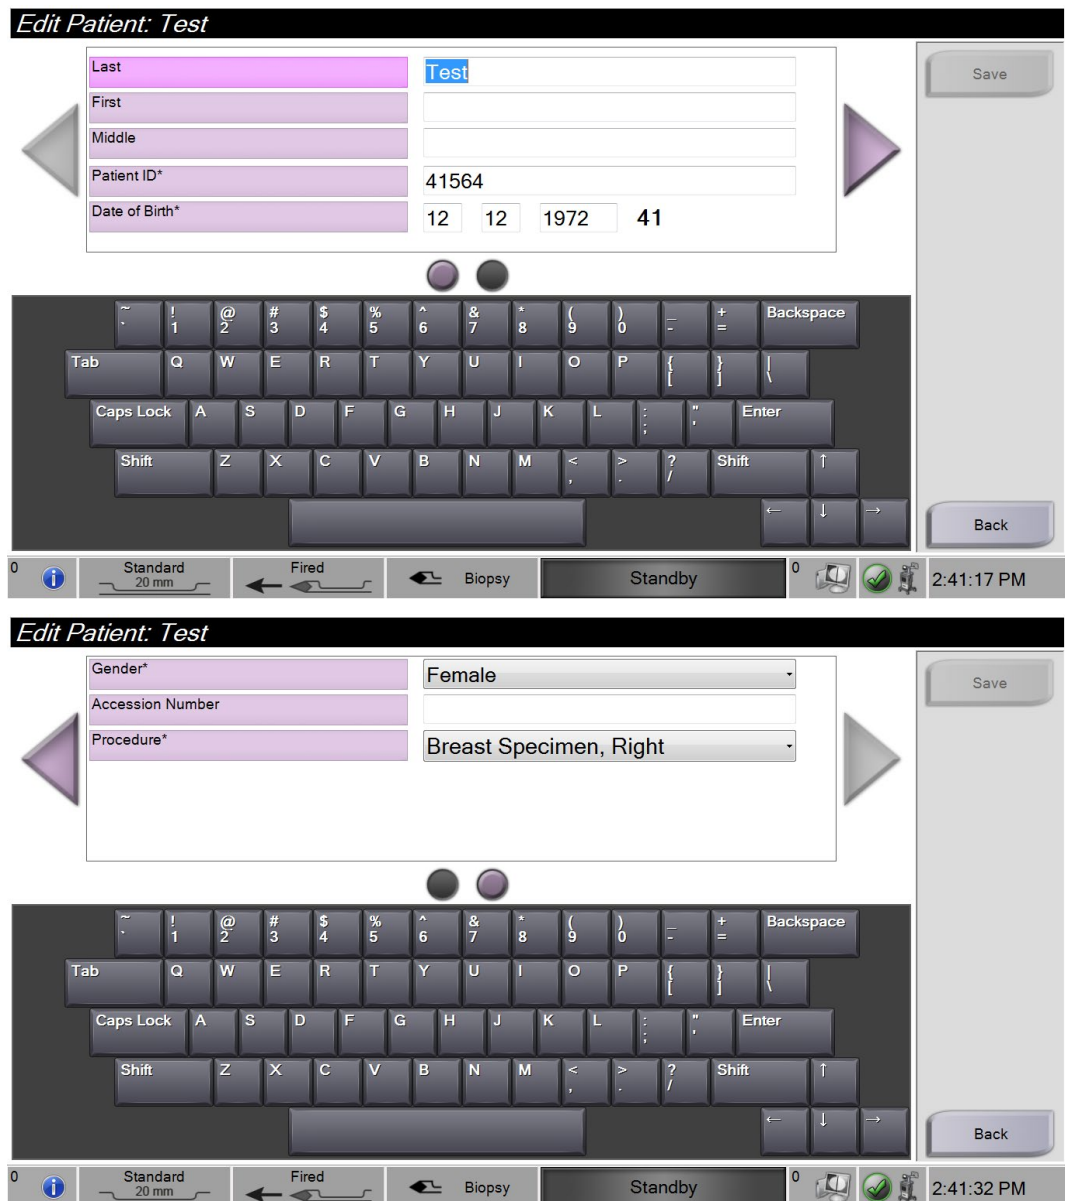 Edit Patient: Test
Last Test
Save
First
Middle
Patient ID* 41564
Date of Birth* 12 12 1972 41
~ ! @ # $ % ^ & * ( ) _ + Backspace
` 1 2 3 4 5 6 7 8 9 0 - =
Tab Q W E R T Y U I O P { } |
[ ] \
Caps Lock A S D F G H J K L : " Enter
; '
Shift Z X C V B N M < > ? Shift ↑
, . /
← ↓ →
Back
0 Standard Fired Biopsy Standby 0 2:41:17 PM
20 mm
Edit Patient: Test
Gender* Female
Save
Accession Number
Procedure* Breast Specimen, Right
~ ! @ # $ % ^ & * ( ) _ + Backspace
` 1 2 3 4 5 6 7 8 9 0 - =
Tab Q W E R T Y U I O P { } |
[ ] \
Caps Lock A S D F G H J K L : " Enter
; '
Shift Z X C V B N M < > ? Shift ↑
, . /
← ↓ →
Back
0 Standard Fired Biopsy Standby 0 2:41:32 PM
20 mm